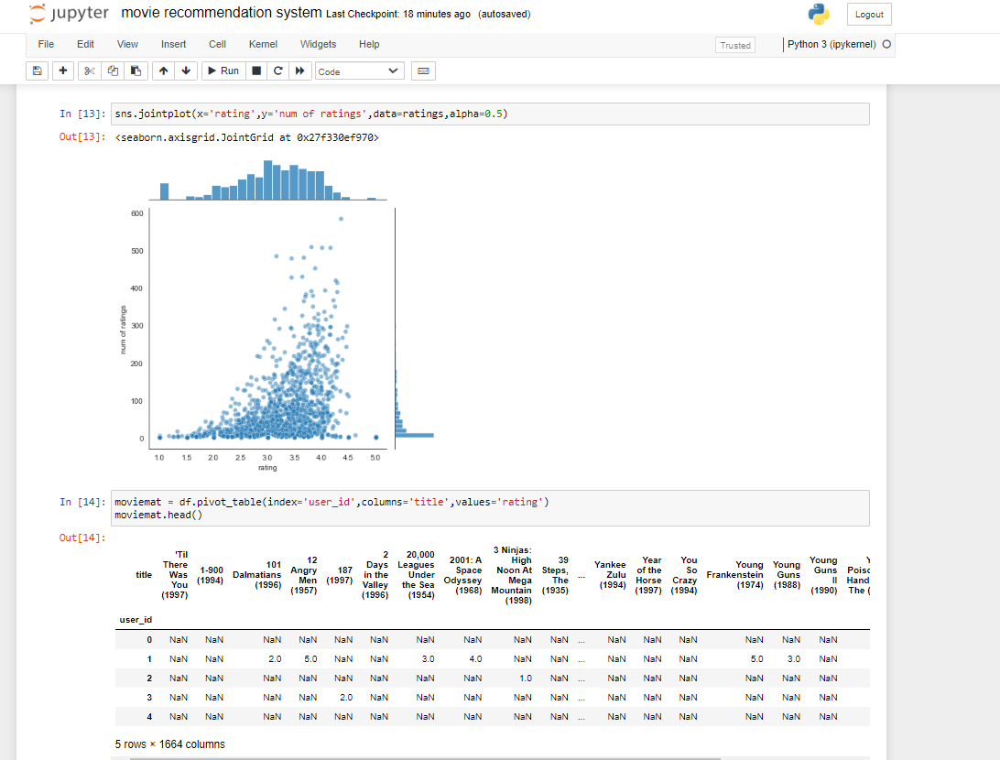 jupyter movie recommendation system Last Checkpoint: 18 minutes ago (autosaved)
Logout
File Edit View Insert Cell Kernel Widgets Help
Trusted
Python 3 (ipykernel)
Run
Code
In [13]: sns.jointplot(x='rating',y='num of ratings',data=ratings,alpha=0.5)
Out[13]: <seaborn.axisgrid.JointGrid at 0x27f330ef970>
600
500
400
300
200
100
0
num of ratings
1.0 1.5 2.0 2.5 3.0 3.5 4.0 4.5 5.0
rating
In [14]: moviemat = df.pivot_table(index='user_id',columns='title',values='rating')
moviemat.head()
Out[14]:
title
'Til
There
Was
You
(1997)
1-900
(1994)
101
Dalmatians
(1996)
12
Angry
Men
(1957)
187
(1997)
2
Days
in the
Valley
(1996)
20,000
Leagues
Under
the Sea
(1954)
2001: A
Space
Odyssey
(1968)
3 Ninjas:
High
Noon At
Mega
Mountain
(1998)
39
Steps,
The
(1935)
...
Yankee
Zulu
(1994)
Year
of the
Horse
(1997)
You
So
Crazy
(1994)
Young
Frankenstein
(1974)
Young
Guns
(1988)
Young
Guns
II
(1990)
Hand
The (
user_id
0 NaN NaN NaN NaN NaN NaN NaN NaN NaN NaN ... NaN NaN NaN NaN NaN NaN
1 NaN NaN 2.0 5.0 NaN NaN 3.0 4.0 NaN NaN ... NaN NaN NaN 5.0 3.0 NaN
2 NaN NaN NaN NaN NaN NaN NaN NaN 1.0 NaN ... NaN NaN NaN NaN NaN NaN
3 NaN NaN NaN NaN 2.0 NaN NaN NaN NaN NaN ... NaN NaN NaN NaN NaN NaN
4 NaN NaN NaN NaN NaN NaN NaN NaN NaN NaN ... NaN NaN NaN NaN NaN NaN
5 rows × 1664 columns